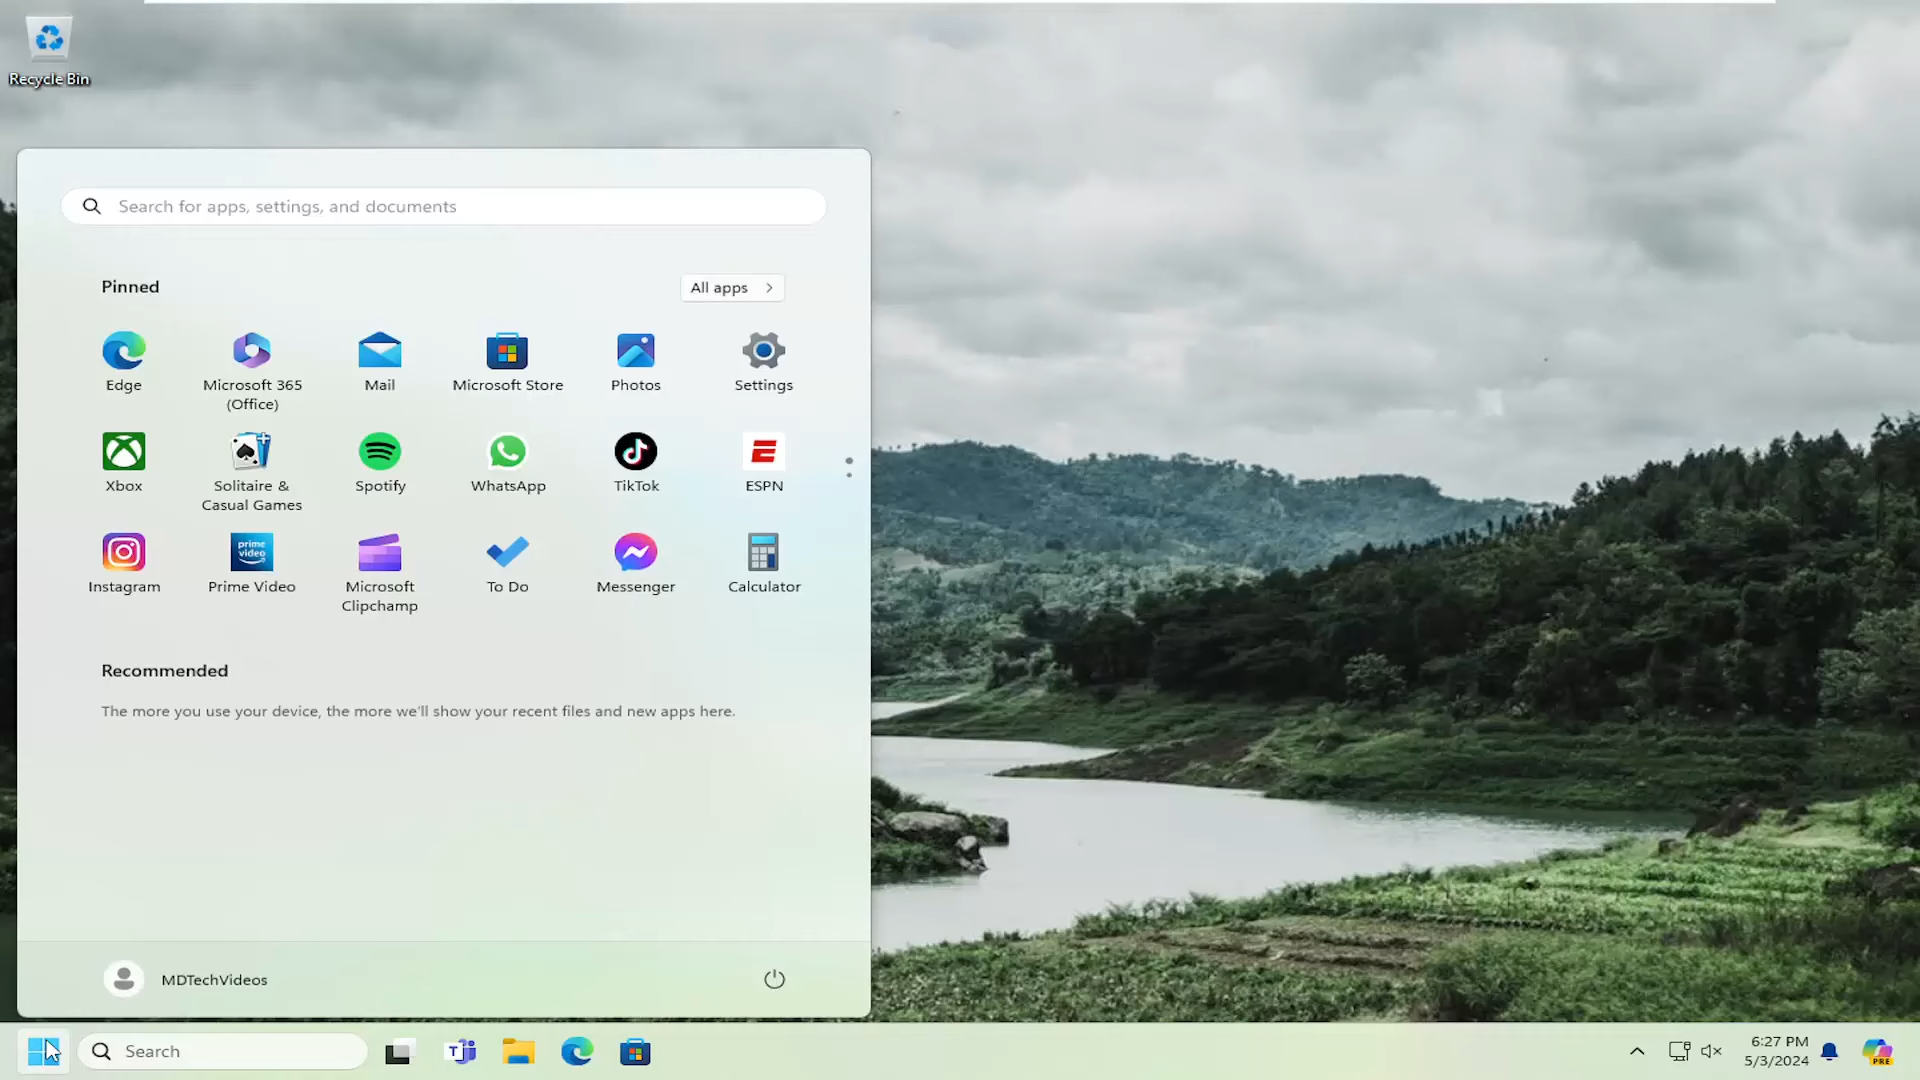 Recycle Bin
Search for apps, settings, and documents
Pinned
All apps
Edge
Microsoft 365
(Office)
Mail
Microsoft Store
Photos
Settings
Xbox
Solitaire &
Casual Games
Spotify
WhatsApp
TikTok
ESPN
prime
video
Instagram
Prime Video
Microsoft
Clipchamp
To Do
Messenger
Calculator
Recommended
The more you use your device, the more we'll show your recent files and new apps here.
MDTechVideos
Search
6:27 PM
5/3/2024
PRE